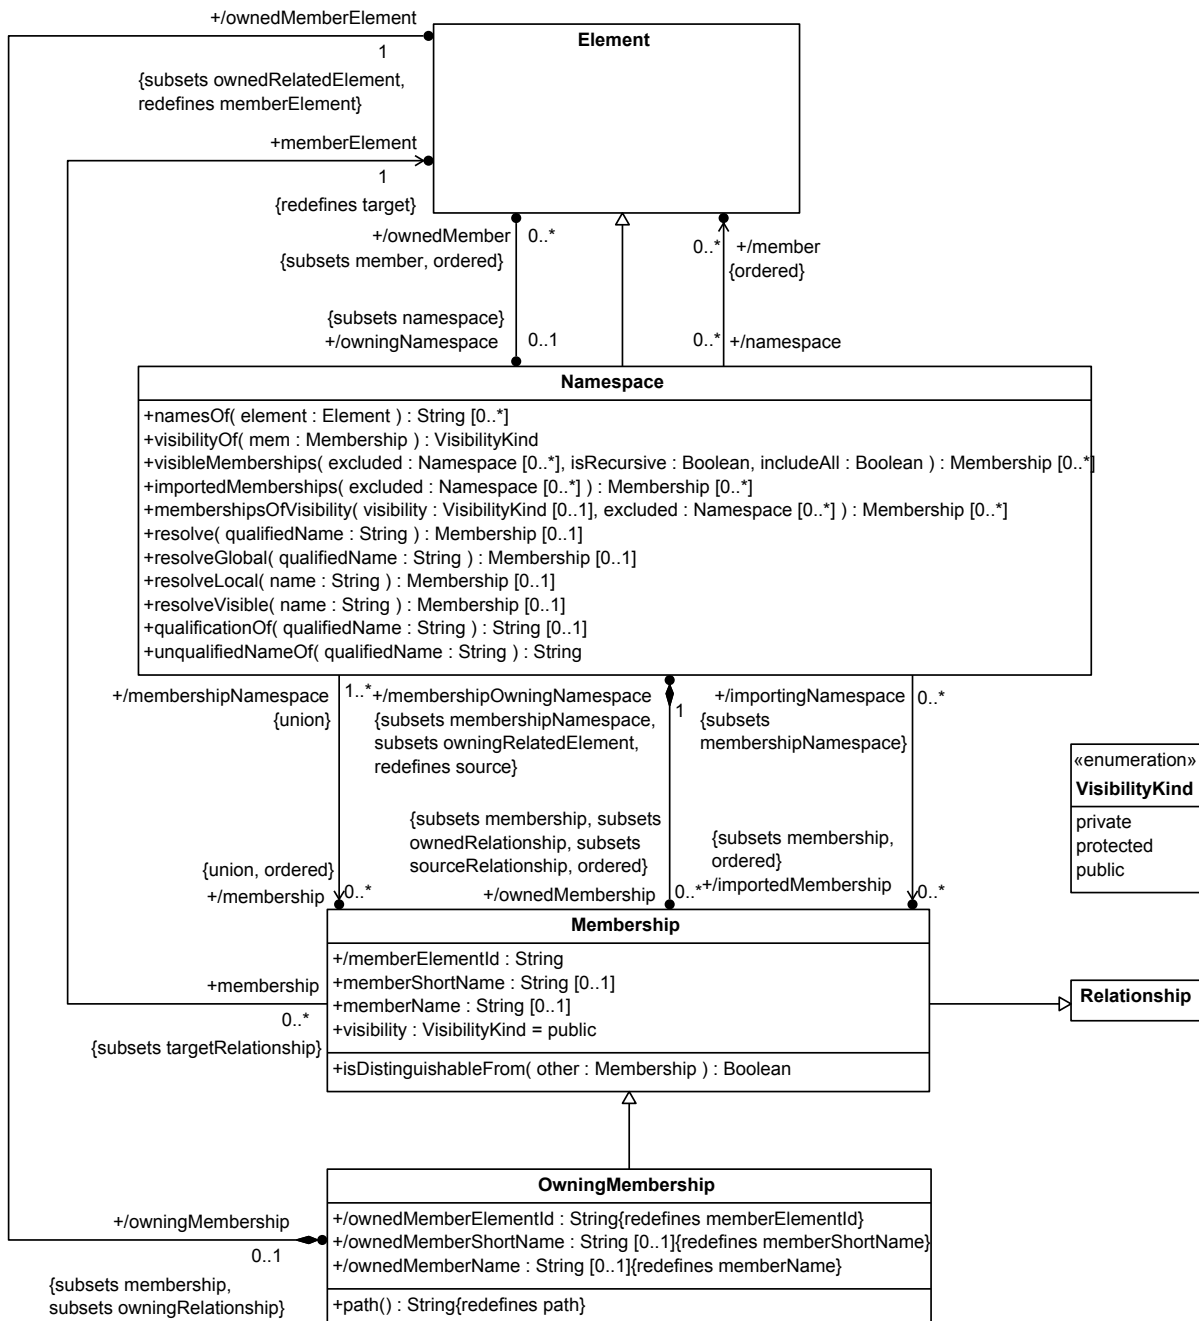 +/ownedMemberElement
1
{subsets ownedRelatedElement,
redefines memberElement}
Element
+memberElement
1
{redefines target}
+/ownedMember
0..*
{subsets member, ordered}
0..*
+/member
{ordered}
{subsets namespace}
+/owningNamespace
0..1
0..*
+/namespace
Namespace
+namesOf( element : Element ) : String [0..*]
+visibilityOf( mem : Membership ) : VisibilityKind
+visibleMemberships( excluded : Namespace [0..*], isRecursive : Boolean, includeAll : Boolean ) : Membership [0..*]
+importedMemberships( excluded : Namespace [0..*] ) : Membership [0..*]
+membershipsOfVisibility( visibility : VisibilityKind [0..1], excluded : Namespace [0..*] ) : Membership [0..*]
+resolve( qualifiedName : String ) : Membership [0..1]
+resolveGlobal( qualifiedName : String ) : Membership [0..1]
+resolveLocal( name : String ) : Membership [0..1]
+resolveVisible( name : String ) : Membership [0..1]
+qualificationOf( qualifiedName : String ) : String [0..1]
+unqualifiedNameOf( qualifiedName : String ) : String
+/membershipNamespace
1..*
{union}
+/membershipOwningNamespace
1
{subsets membershipNamespace,
subsets owningRelatedElement,
redefines source}
+/importingNamespace
0..*
{subsets
membershipNamespace}
«enumeration»
VisibilityKind
private
protected
public
{union, ordered}
+/membership
0..*
{subsets membership, subsets
ownedRelationship, subsets
sourceRelationship, ordered}
+/ownedMembership
0..*
{subsets membership,
ordered}
+/importedMembership
0..*
Membership
+/memberElementId : String
+memberShortName : String [0..1]
+memberName : String [0..1]
+visibility : VisibilityKind = public
+isDistinguishableFrom( other : Membership ) : Boolean
+membership
0..*
{subsets targetRelationship}
Relationship
OwningMembership
+/ownedMemberElementId : String{redefines memberElementId}
+/ownedMemberShortName : String [0..1]{redefines memberShortName}
+/ownedMemberName : String [0..1]{redefines memberName}
+path() : String{redefines path}
+/owningMembership
0..1
{subsets membership,
subsets owningRelationship}